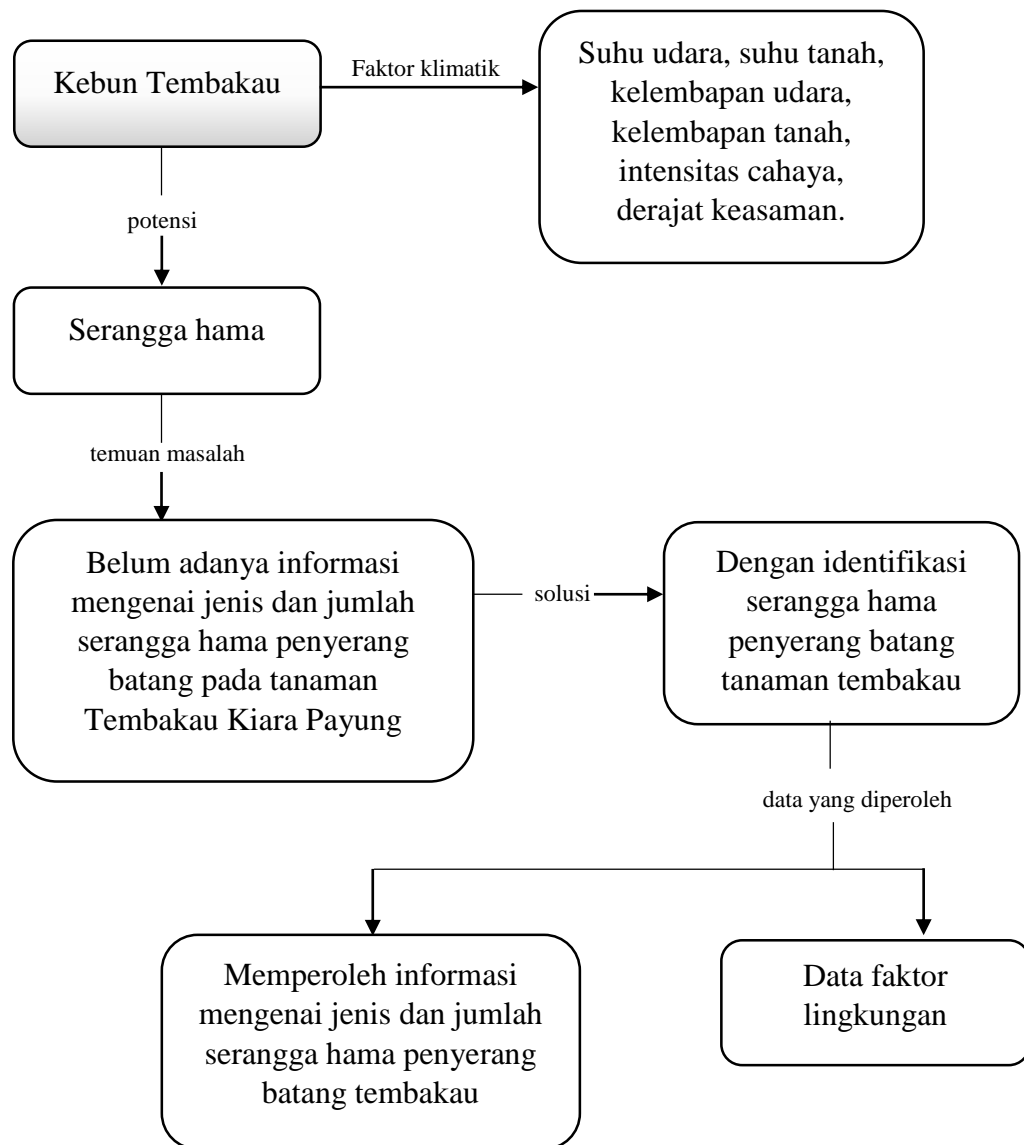 Kebun Tembakau
Faktor klimatik
Suhu udara, suhu tanah,
kelembapan udara,
kelembapan tanah,
intensitas cahaya,
derajat keasaman.
potensi
Serangga hama
temuan masalah
Belum adanya informasi
mengenai jenis dan jumlah
serangga hama penyerang
batang pada tanaman
Tembakau Kiara Payung
solusi
Dengan identifikasi
serangga hama
penyerang batang
tanaman tembakau
data yang diperoleh
Memperoleh informasi
mengenai jenis dan jumlah
serangga hama penyerang
batang tembakau
Data faktor
lingkungan